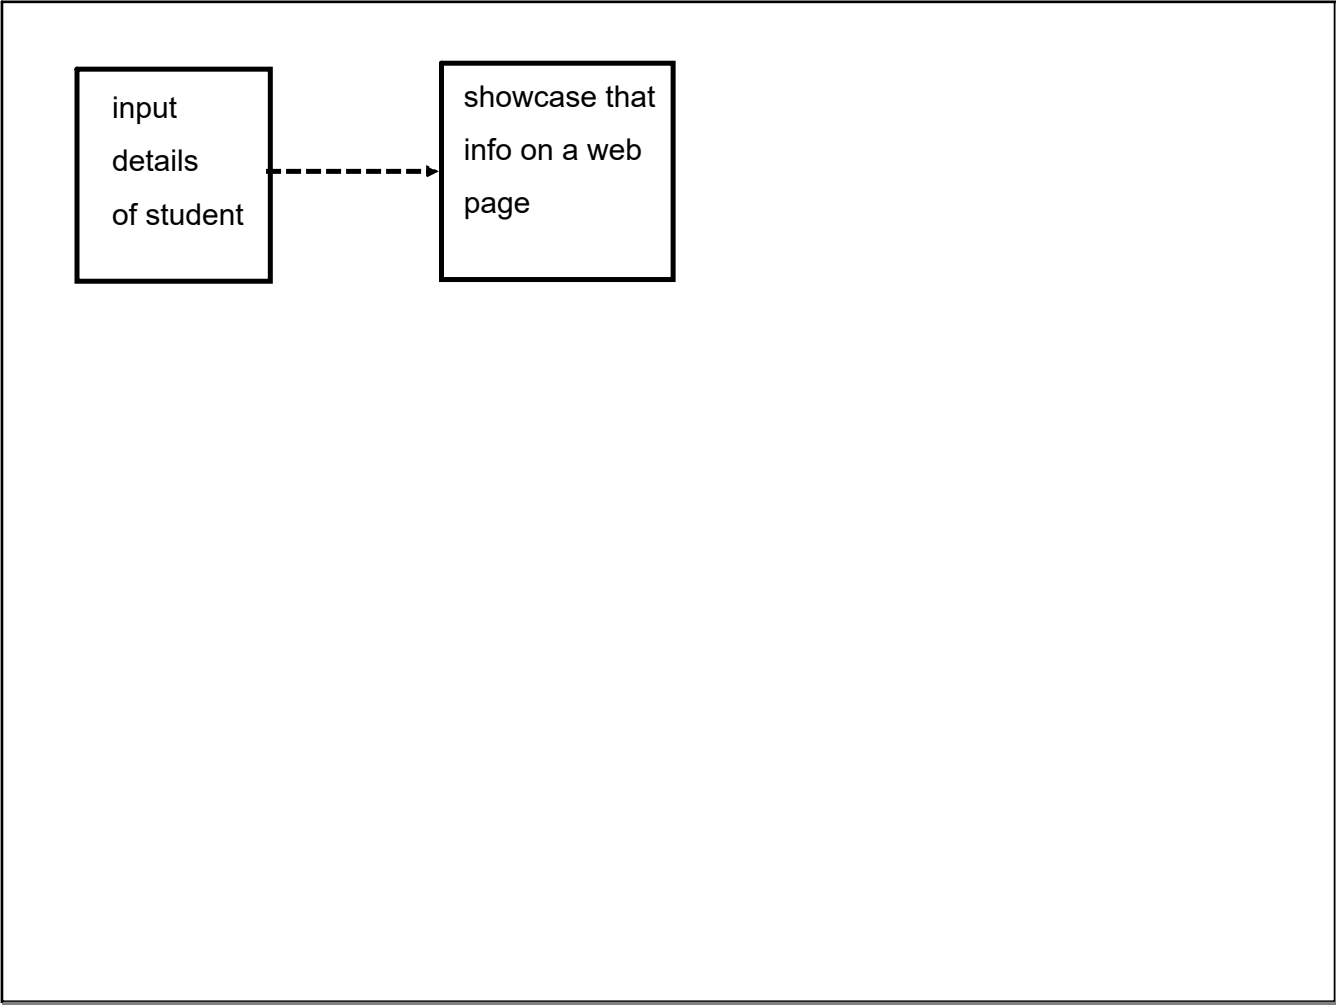 input
details
of student
showcase that
info on a web
page